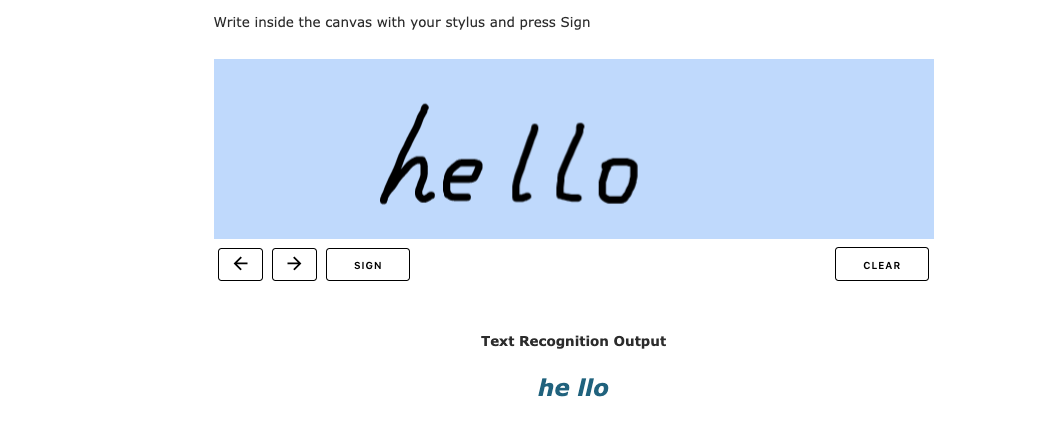 Write inside the canvas with your stylus and press Sign
hello
← → SIGN CLEAR
Text Recognition Output
he llo